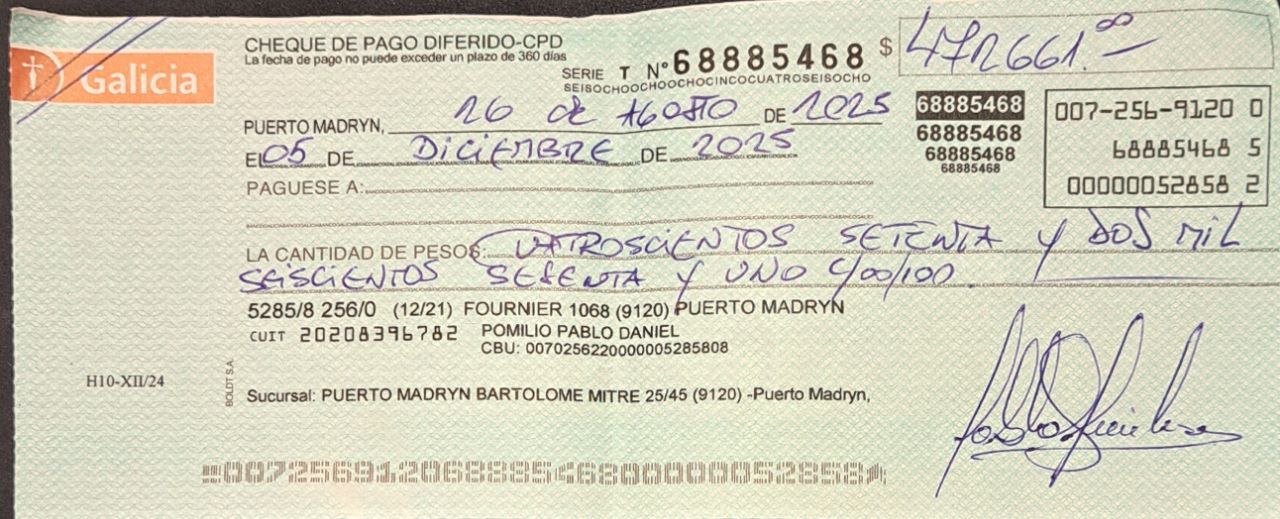 Galicia
CHEQUE DE PAGO DIFERIDO-CPD
La fecha de pago no puede exceder un plazo de 360 días
SERIE T Nº 68885468
SEISOCHOOCHOOCHOCINCOCUATROSEISOCHO
$ 472661.00
PUERTO MADRYN, 26 de AGOSTO DE 2025
EL 05 DE DICIEMBRE DE 2025
PAGUESE A:
68885468
68885468
68885468
68885468
007-256-9120 0
68885468 5
00000052858 2
LA CANTIDAD DE PESOS: CUATROSCIENTOS SETENTA Y DOS MIL
SEISCIENTOS SESENTA Y UNO C/00/100
5285/8 256/0 (12/21) FOURNIER 1068 (9120) PUERTO MADRYN
CUIT 20208396782 POMILIO PABLO DANIEL
CBU: 0070256220000005285808
H10-XII/24
BOLDT S.A.
Sucursal: PUERTO MADRYN BARTOLOME MITRE 25/45 (9120) -Puerto Madryn,
00725691206888546800000052858